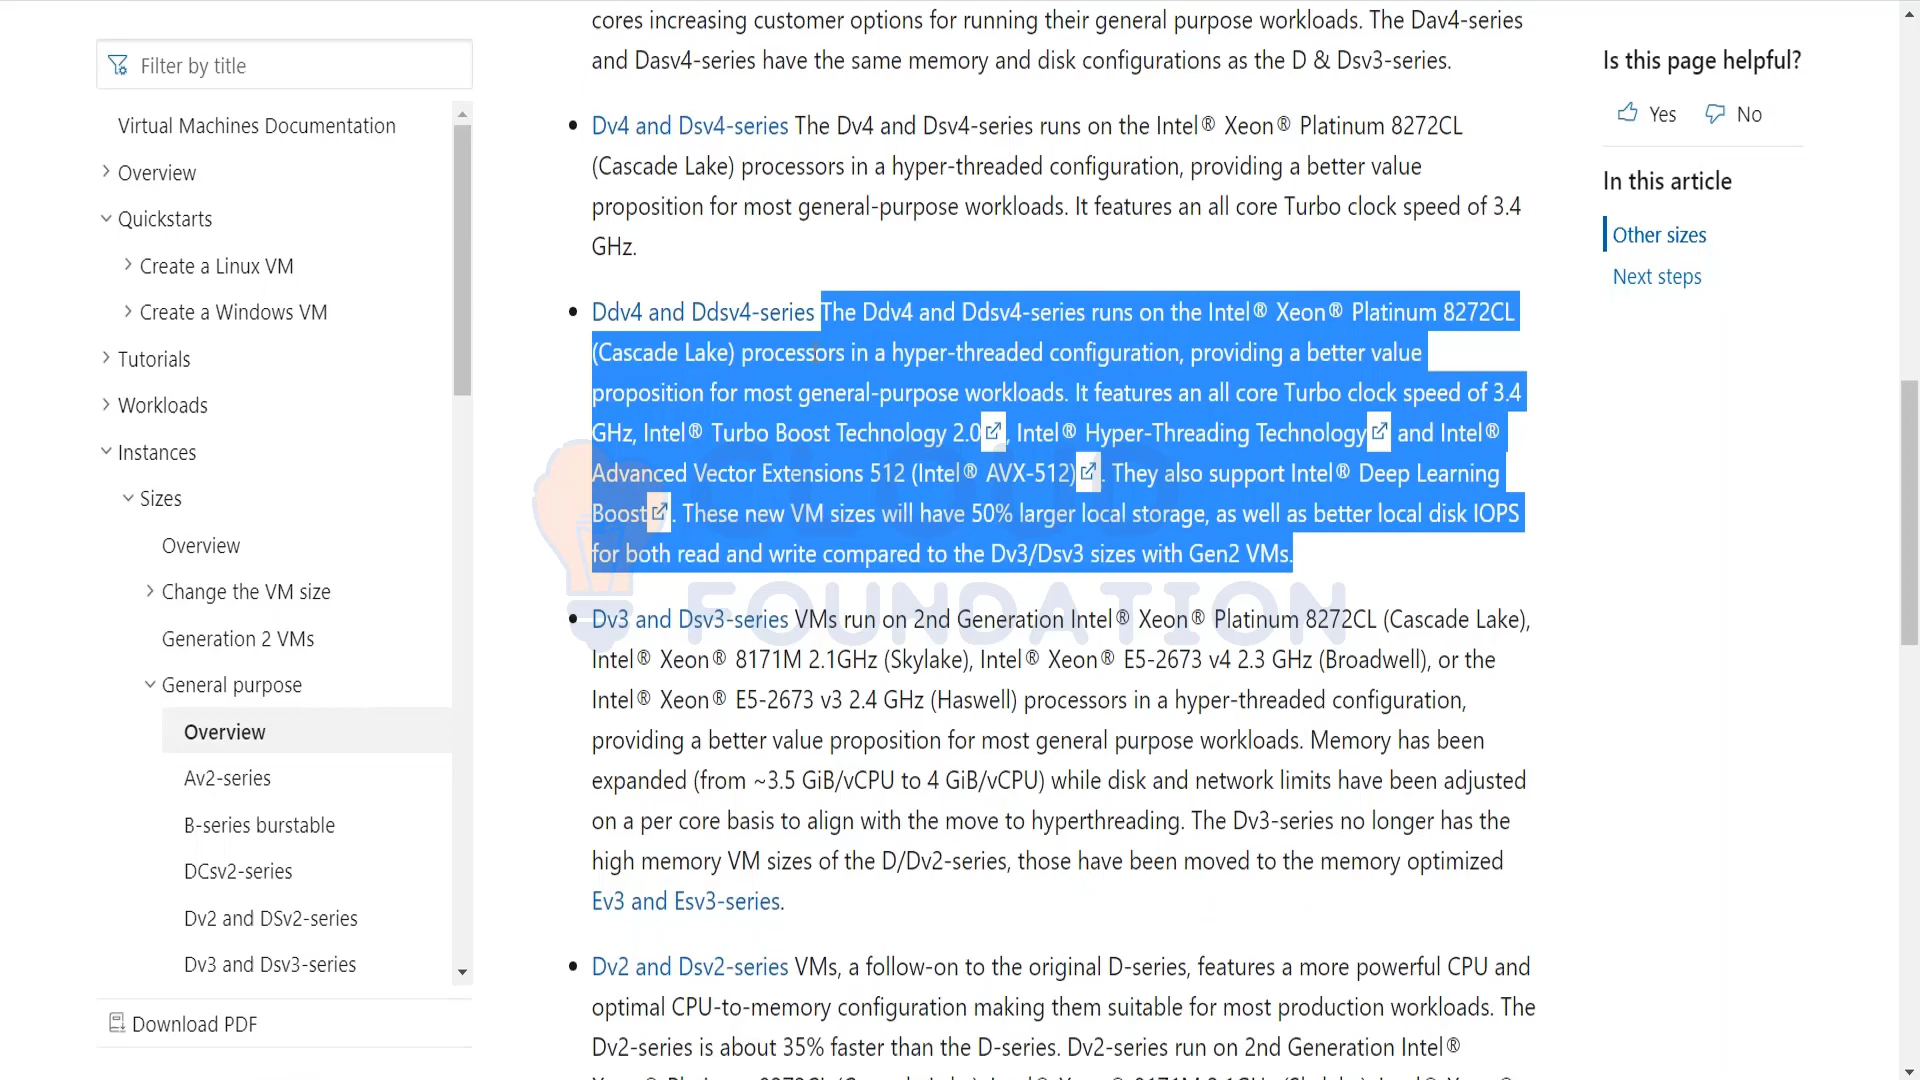 Filter by title
Virtual Machines Documentation
Overview
Quickstarts
Create a Linux VM
Create a Windows VM
Tutorials
Workloads
Instances
Sizes
Overview
Change the VM size
Generation 2 VMs
General purpose
Overview
Av2-series
B-series burstable
DCsv2-series
Dv2 and DSv2-series
Dv3 and Dsv3-series
Download PDF
cores increasing customer options for running their general purpose workloads. The Dav4-series
and Dasv4-series have the same memory and disk configurations as the D & Dsv3-series.
Dv4 and Dsv4-series The Dv4 and Dsv4-series runs on the Intel® Xeon® Platinum 8272CL
(Cascade Lake) processors in a hyper-threaded configuration, providing a better value
proposition for most general-purpose workloads. It features an all core Turbo clock speed of 3.4
GHz.
Ddv4 and Ddsv4-series The Ddv4 and Ddsv4-series runs on the Intel® Xeon® Platinum 8272CL
(Cascade Lake) processors in a hyper-threaded configuration, providing a better value
proposition for most general-purpose workloads. It features an all core Turbo clock speed of 3.4
GHz, Intel® Turbo Boost Technology 2.0, Intel® Hyper-Threading Technology and Intel®
Advanced Vector Extensions 512 (Intel® AVX-512). They also support Intel® Deep Learning
Boost. These new VM sizes will have 50% larger local storage, as well as better local disk IOPS
for both read and write compared to the Dv3/Dsv3 sizes with Gen2 VMs.
CLOUD
FOUNDATION
Dv3 and Dsv3-series VMs run on 2nd Generation Intel® Xeon® Platinum 8272CL (Cascade Lake),
Intel® Xeon® 8171M 2.1GHz (Skylake), Intel® Xeon® E5-2673 v4 2.3 GHz (Broadwell), or the
Intel® Xeon® E5-2673 v3 2.4 GHz (Haswell) processors in a hyper-threaded configuration,
providing a better value proposition for most general purpose workloads. Memory has been
expanded (from ~3.5 GiB/vCPU to 4 GiB/vCPU) while disk and network limits have been adjusted
on a per core basis to align with the move to hyperthreading. The Dv3-series no longer has the
high memory VM sizes of the D/Dv2-series, those have been moved to the memory optimized
Ev3 and Esv3-series.
Dv2 and Dsv2-series VMs, a follow-on to the original D-series, features a more powerful CPU and
optimal CPU-to-memory configuration making them suitable for most production workloads. The
Dv2-series is about 35% faster than the D-series. Dv2-series run on 2nd Generation Intel®
Is this page helpful?
Yes No
In this article
Other sizes
Next steps